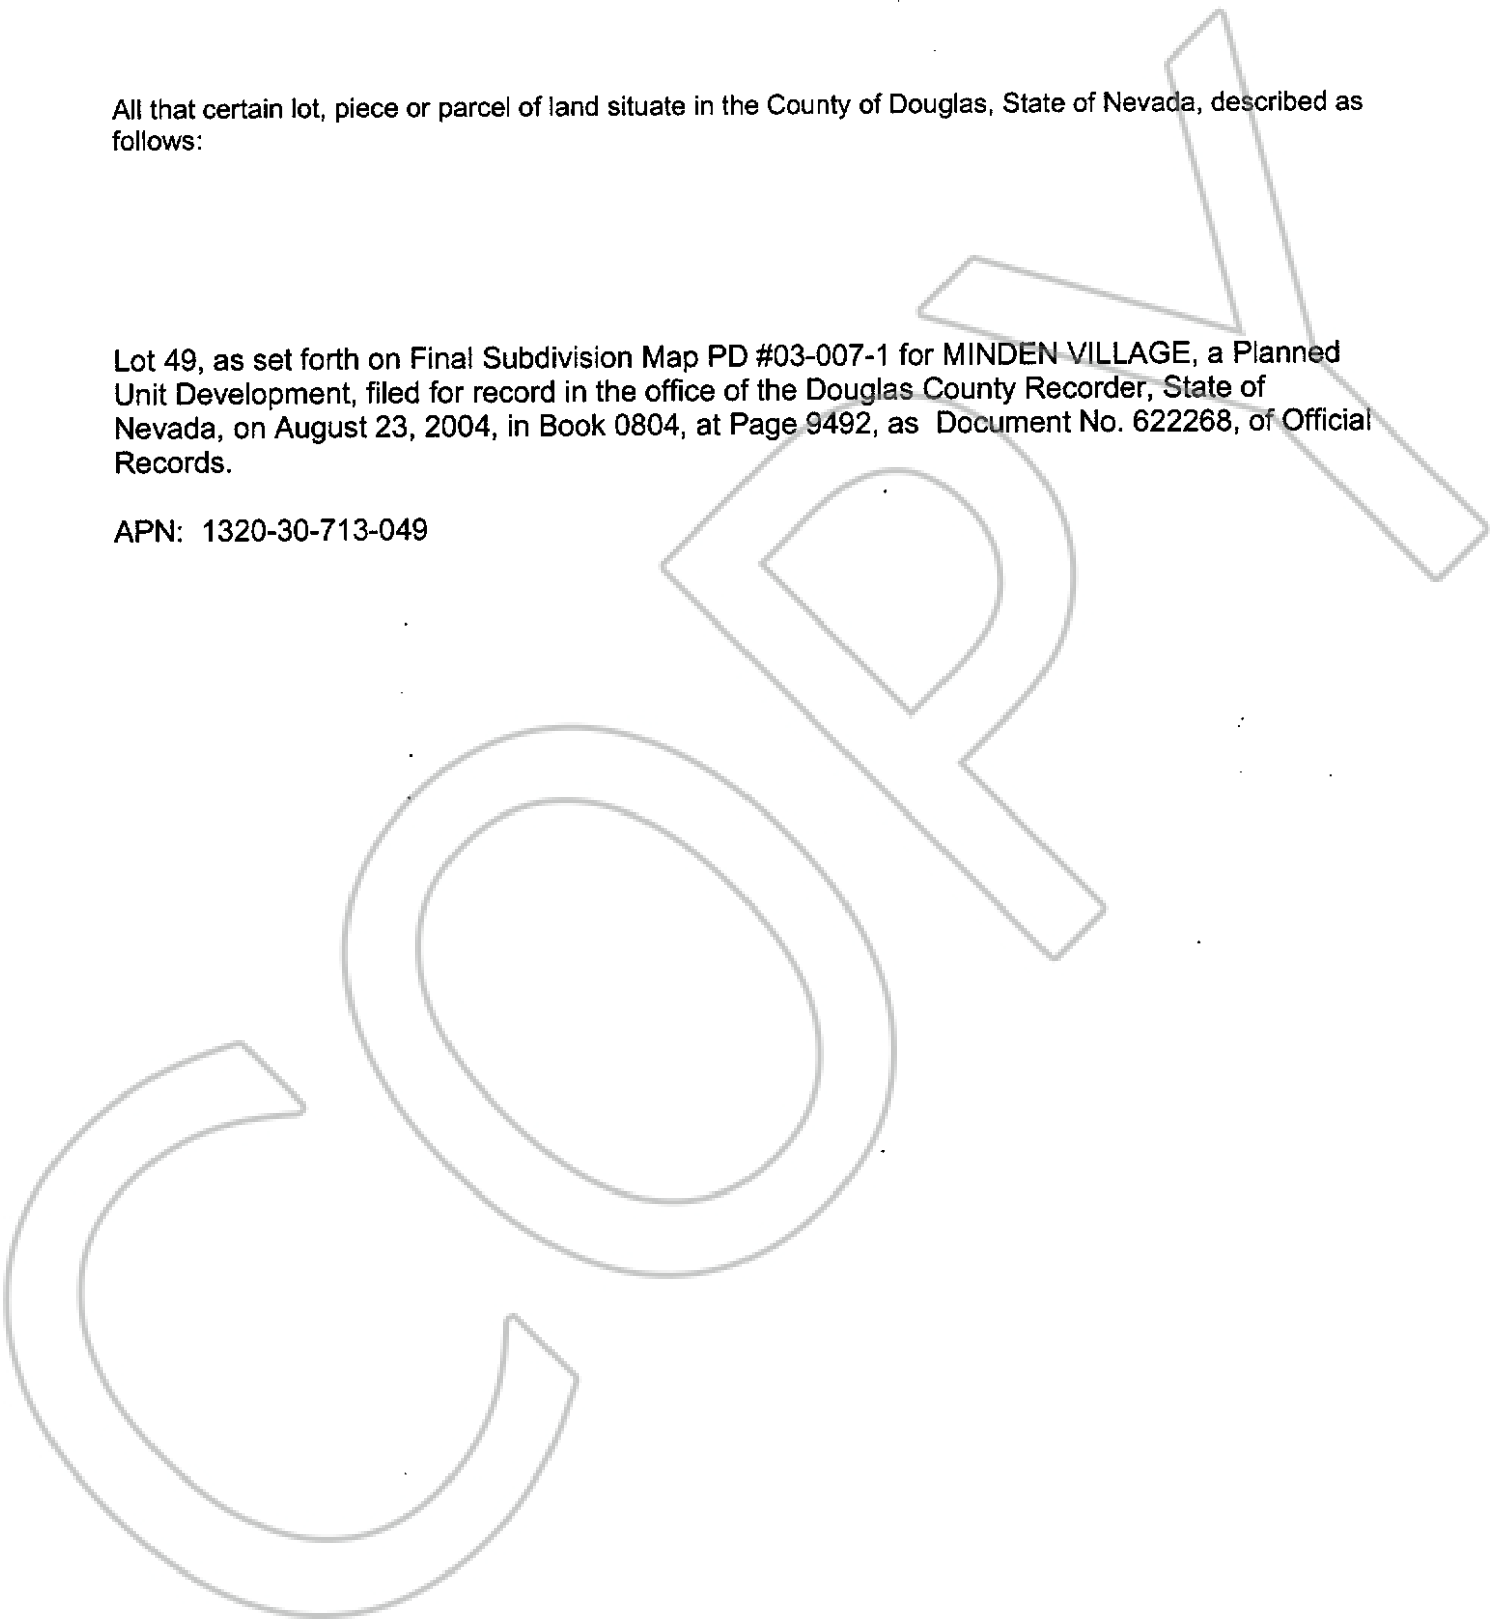 All that certain lot, piece or parcel of land situate in the County of Douglas, State of Nevada, described as
follows:
Lot 49, as set forth on Final Subdivision Map PD #03-007-1 for MINDEN VILLAGE, a Planned
Unit Development, filed for record in the office of the Douglas County Recorder, State of
Nevada, on August 23, 2004, in Book 0804, at Page 9492, as  Document No. 622268, of Official
Records.
APN:  1320-30-713-049
COPY